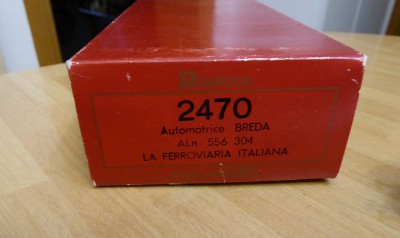 2470
Automotrice BREDA
ALn 556 304
LA FERROVIARIA ITALIANA